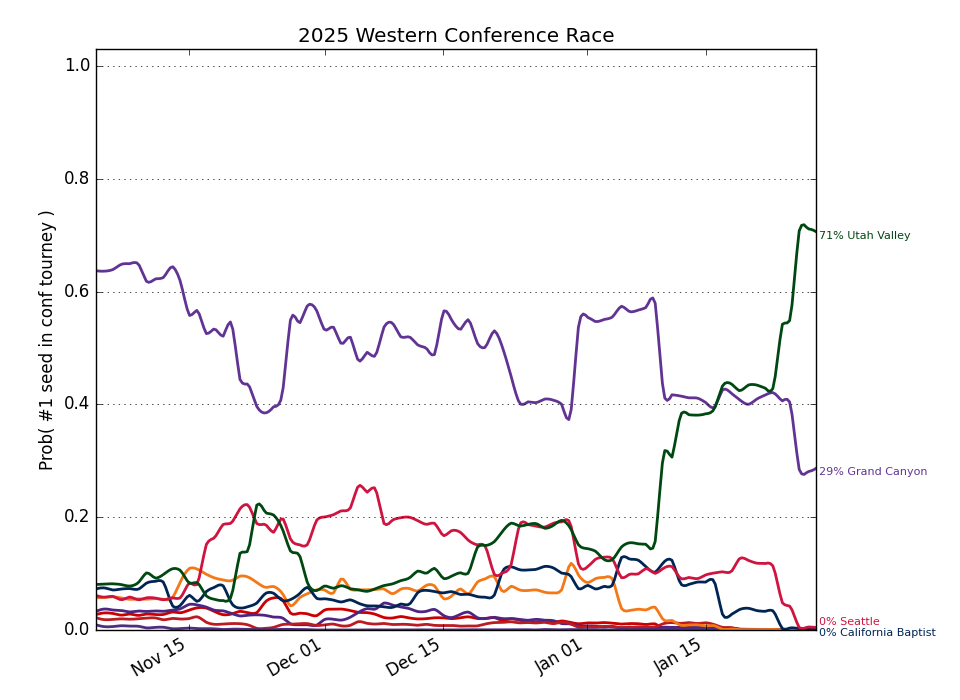 2025 Western Conference Race
Prob( #1 seed in conf tourney )
1.0
0.8
0.6
0.4
0.2
0.0
Nov 15
Dec 01
Dec 15
Jan 01
Jan 15
71% Utah Valley
29% Grand Canyon
0% Seattle
0% California Baptist